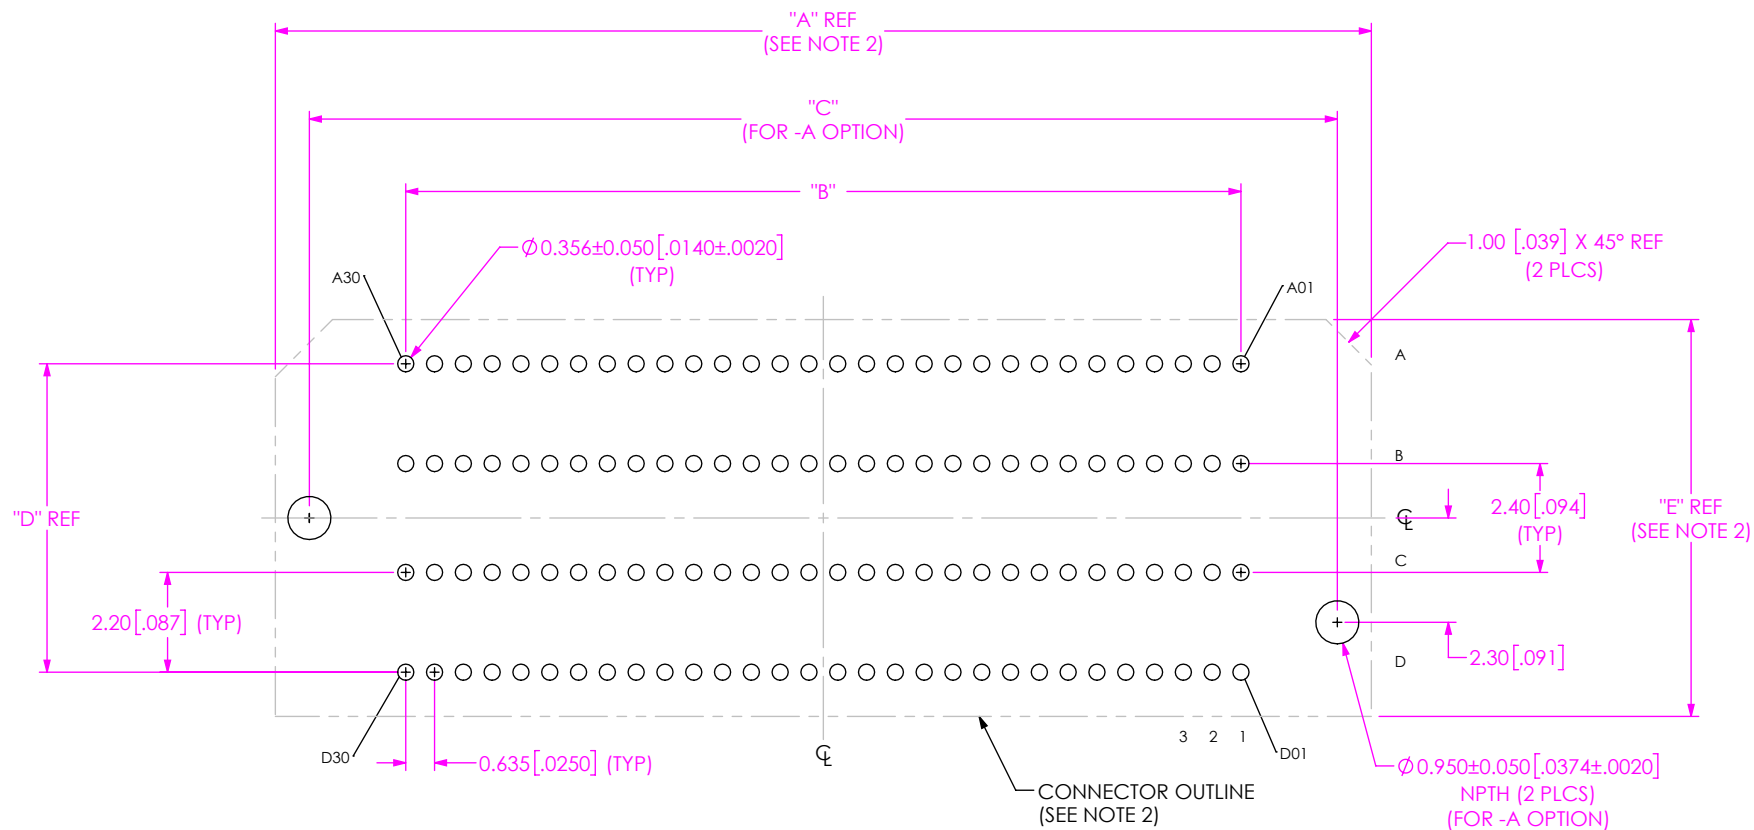 "A" REF
(SEE NOTE 2)
"C"
(FOR -A OPTION)
"B"
Ø0.356±0.050[.0140±.0020]
(TYP)
1.00 [.039] X 45° REF
(2 PLCS)
A30
A01
A
B
"D" REF
2.40[.094]
(TYP)
"E" REF
(SEE NOTE 2)
℄
C
2.20[.087] (TYP)
D
2.30[.091]
3 2 1
D30
0.635[.0250] (TYP)
℄
D01
Ø0.950±0.050[.0374±.0020]
NPTH (2 PLCS)
(FOR -A OPTION)
CONNECTOR OUTLINE
(SEE NOTE 2)